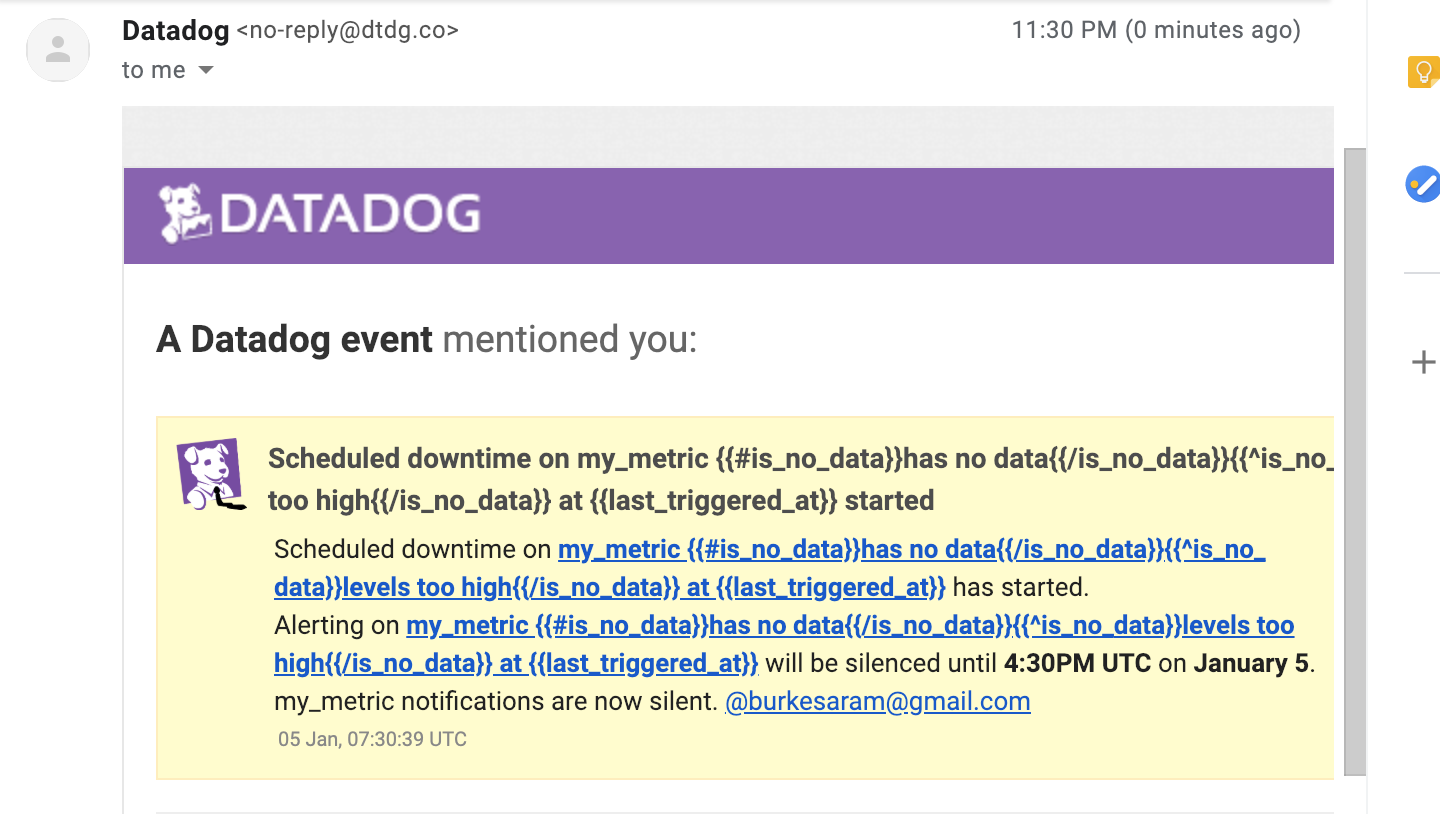 Datadog <no-reply@dtdg.co>
11:30 PM (0 minutes ago)
to me
DATADOG
A Datadog event mentioned you:
Scheduled downtime on my_metric {{#is_no_data}}has no data{{/is_no_data}}{{^is_no_
too high{{/is_no_data}} at {{last_triggered_at}} started
Scheduled downtime on my_metric {{#is_no_data}}has no data{{/is_no_data}}{{^is_no_
data}}levels too high{{/is_no_data}} at {{last_triggered_at}} has started.
Alerting on my_metric {{#is_no_data}}has no data{{/is_no_data}}{{^is_no_data}}levels too
high{{/is_no_data}} at {{last_triggered_at}} will be silenced until 4:30PM UTC on January 5.
my_metric notifications are now silent. @burkesaram@gmail.com
05 Jan, 07:30:39 UTC